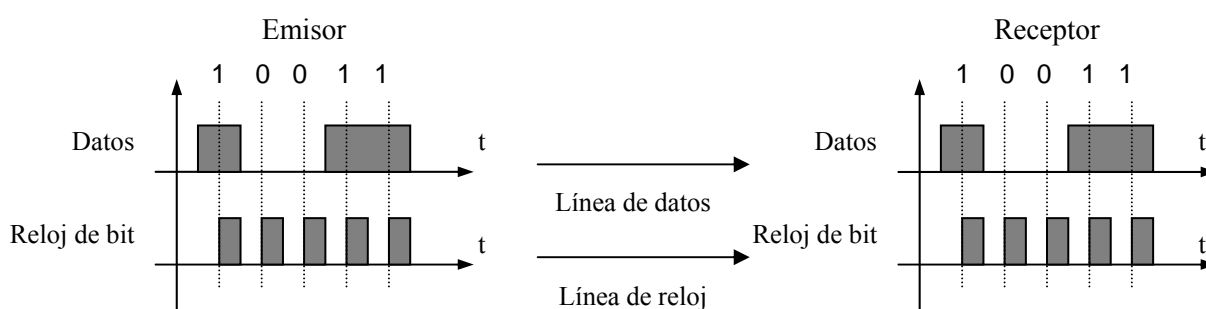 Emisor
1 0 0 1 1
Datos
t
Reloj de bit
t
Línea de datos
Línea de reloj
Receptor
1 0 0 1 1
Datos
t
Reloj de bit
t